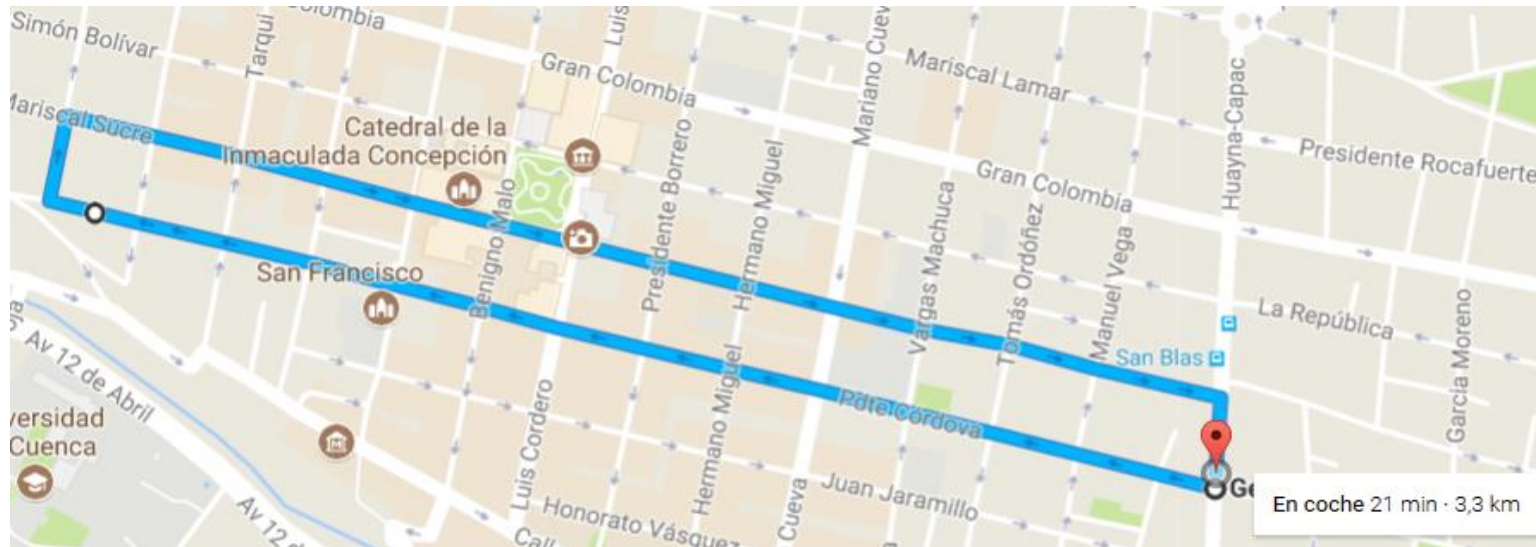 Colombia
Luis
Simón Bolívar
Tarqui
Gran Colombia
Mariano Cuev
Mariscal Lamar
Huayna-Capac
Mariscal Sucre
Catedral de la
Inmaculada Concepción
Presidente Rocafuerte
Gran Colombia
Benigno Malo
Presidente Borrero
Hermano Miguel
Vargas Machuca
Tomás Ordóñez
Manuel Vega
San Francisco
La República
San Blas
Garcia Moreno
Av 12 de Abril
Luis Cordero
Hermano Miguel
Pdte Córdova
versidad
Cuenca
Juan Jaramillo
Cueva
Honorato Vásquez
Av 12 d
Call
Ge
En coche 21 min · 3,3 km